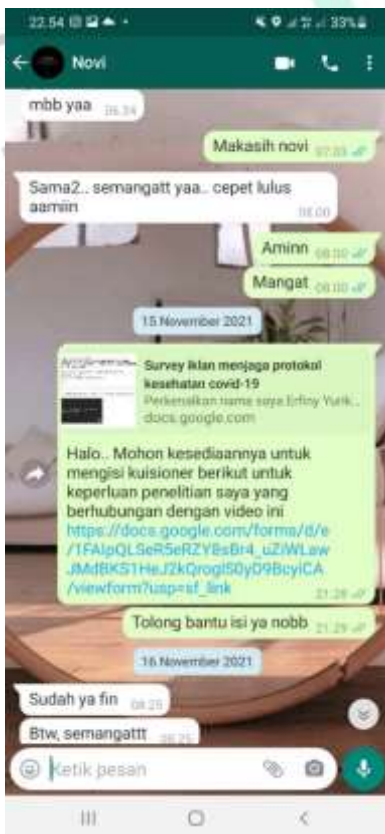 22.54
33%
Novi
mbb yaa 06.34
Makasih novi 07.03
Sama2.. semangatt yaa.. cepet lulus
aamiin
08.00
Aminn 08.00
Mangat 08.00
15 November 2021
Survey Iklan menjaga protokol
kesehatan covid-19
Perkenalkan nama saya Erfiny Yurik...
docs.google.com
Halo.. Mohon kesediaannya untuk
mengisi kuisioner berikut untuk
keperluan penelitian saya yang
berhubungan dengan video ini
https://docs.google.com/forms/d/e
/viewform?usp=sf_link
21.29
Tolong bantu isi ya nobb 21.29
16 November 2021
Sudah ya fin 08.25
Btw, semangattt 08.25
Ketik pesan